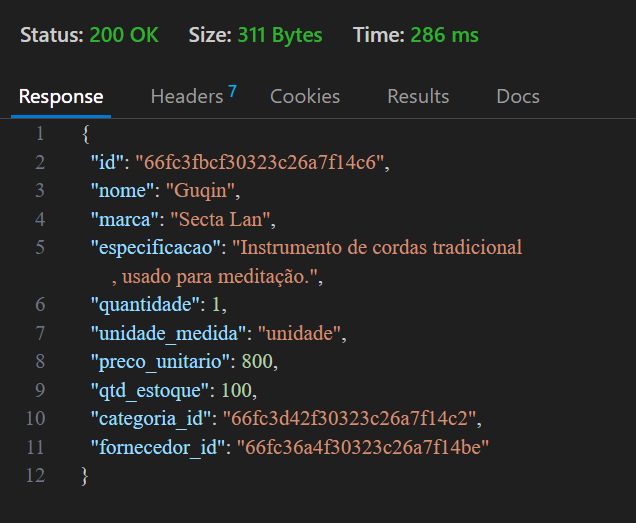 Status: 200 OK Size: 311 Bytes Time: 286 ms
Response Headers 7 Cookies Results Docs
1 {
2 "id": "66fc3fbcf30323c26a7f14c6",
3 "nome": "Guqin",
4 "marca": "Secta Lan",
5 "especificacao": "Instrumento de cordas tradicional
, usado para meditação.",
6 "quantidade": 1,
7 "unidade_medida": "unidade",
8 "preco_unitario": 800,
9 "qtd_estoque": 100,
10 "categoria_id": "66fc3d42f30323c26a7f14c2",
11 "fornecedor_id": "66fc36a4f30323c26a7f14be"
12 }